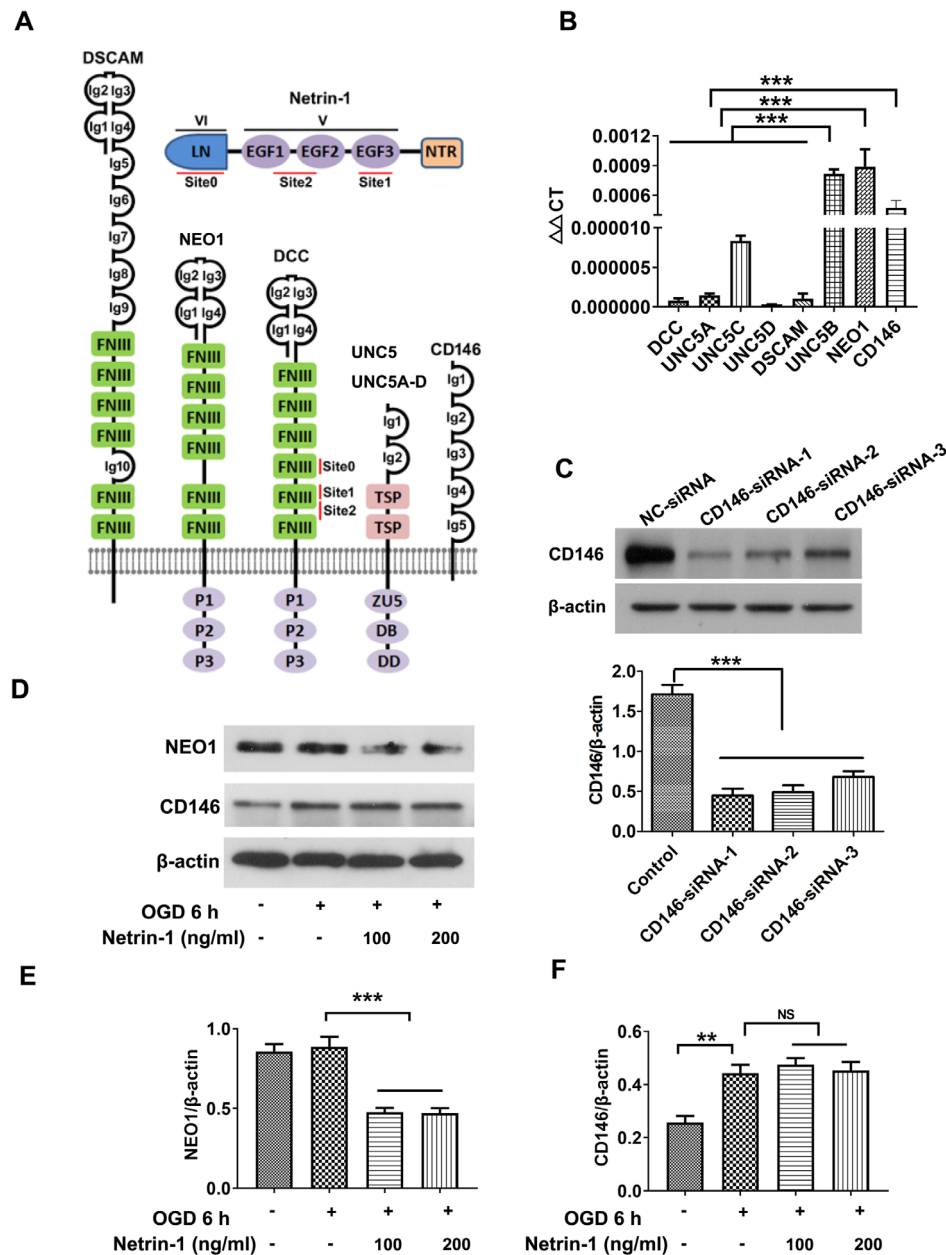 A
DSCAM
Ig2 Ig3
Ig1 Ig4
Ig5
Ig6
Ig7
Ig8
Ig9
FNIII
FNIII
FNIII
FNIII
Ig10
FNIII
FNIII
Netrin-1
VI V
LN EGF1 EGF2 EGF3 NTR
Site0 Site2 Site1
NEO1
Ig2 Ig3
Ig1 Ig4
FNIII
FNIII
FNIII
FNIII
FNIII
FNIII
P1
P2
P3
DCC
Ig2 Ig3
Ig1 Ig4
FNIII
FNIII
FNIII
FNIII
FNIII
FNIII
Site0
Site1
Site2
P1
P2
P3
UNC5
UNC5A-D
Ig1
Ig2
TSP
TSP
ZU5
DB
DD
CD146
Ig1
Ig2
Ig3
Ig4
Ig5
B
***
***
***
△△CT
0.0012
0.0009
0.0006
0.000010
0.000005
0.000000
DCC
UNC5A
UNC5C
UNC5D
DSCAM
UNC5B
NEO1
CD146
C
NC-siRNA
CD146-siRNA-1
CD146-siRNA-2
CD146-siRNA-3
CD146
β-actin
***
CD146/β-actin
2.0
1.5
1.0
0.5
0.0
Control
CD146-siRNA-1
CD146-siRNA-2
CD146-siRNA-3
D
NEO1
CD146
β-actin
OGD 6 h - + + +
Netrin-1 (ng/ml) - - 100 200
E
***
NEO1/β-actin
1.0
0.5
0.0
OGD 6 h - + + +
Netrin-1 (ng/ml) - - 100 200
F
** NS
CD146/β-actin
0.6
0.4
0.2
0.0
OGD 6 h - + + +
Netrin-1 (ng/ml) - - 100 200